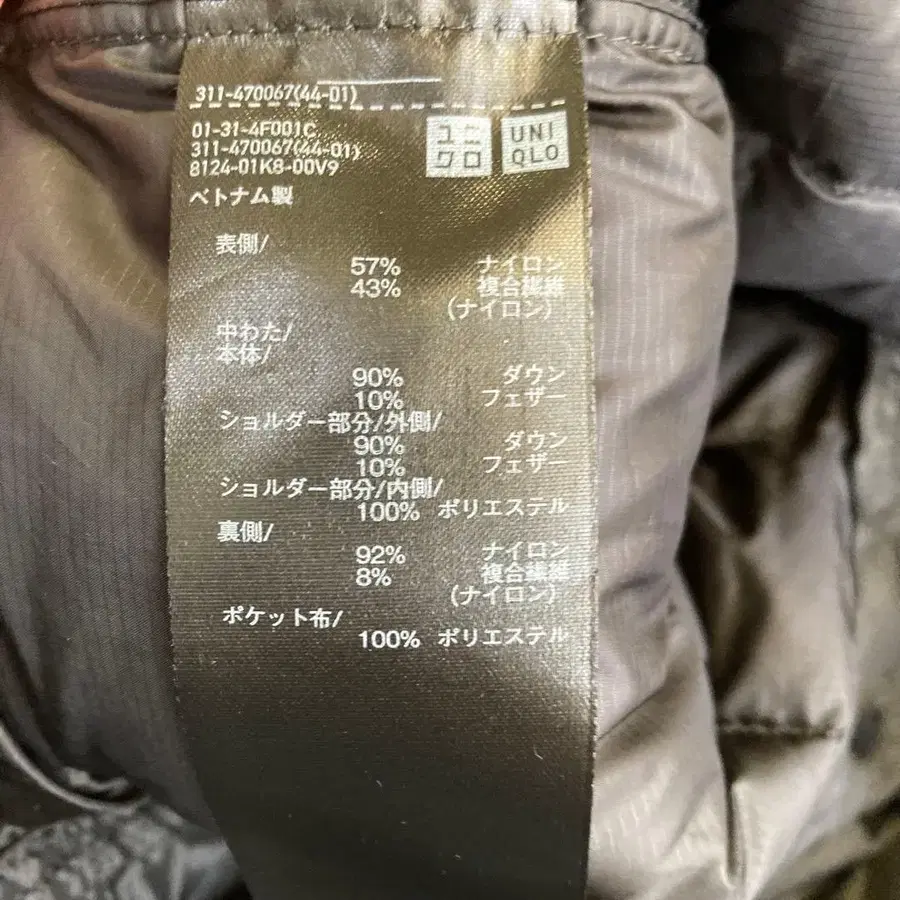 311-470067(44-01)
01-31-4F001C
311-470067(44-01)
8124-01K8-00V9
ユニクロ
UNIQLO
ベトナム製
表側/
57% ナイロン
43% 複合繊維
(ナイロン)
中わた/
本体/
90% ダウン
10% フェザー
ショルダー部分/外側/
90% ダウン
10% フェザー
ショルダー部分/内側/
100% ポリエステル
裏側/
92% ナイロン
8% 複合繊維
(ナイロン)
ポケット布/
100% ポリエステル